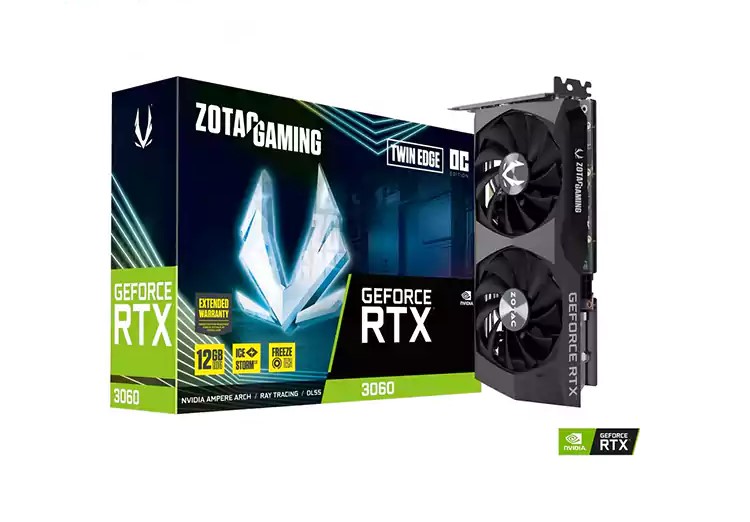 ZOTAC GAMING
TWIN EDGE OC
EDITION
GEFORCE
RTX
3060
EXTENDED
WARRANTY
12GB
ICE
STORM
FREEZE
NVIDIA AMPERE ARCH / RAY TRACING / DLSS
GEFORCE
RTX
3060
NVIDIA
ZOTAC GAMING
ZOTAC
GEFORCE RTX
NVIDIA
GEFORCE
RTX